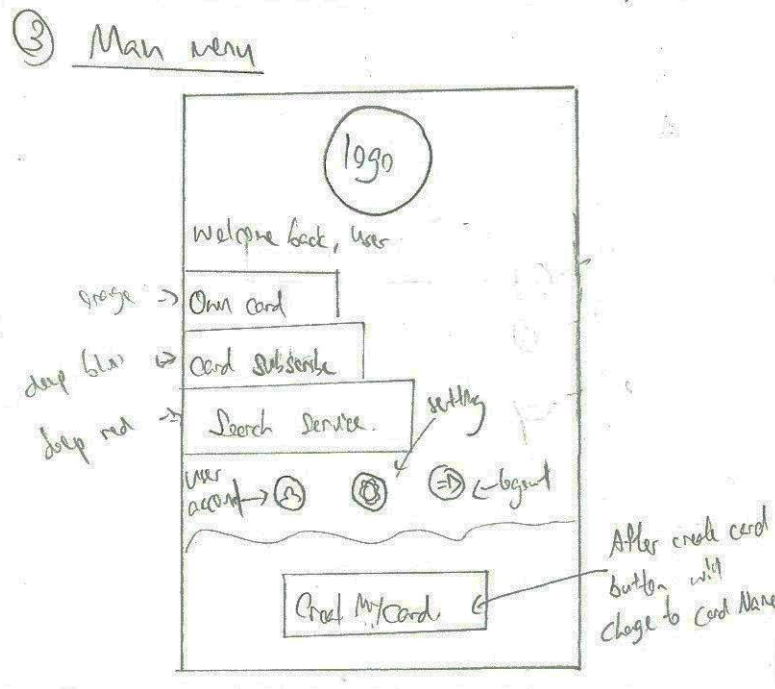 ③ Main menu
logo
Welcome back, user
orange
Own card
deep blue
card subscribe
deep red
Search Service.
setting
user
account
logout
After create card
button will
change to Card Name
Creat My card